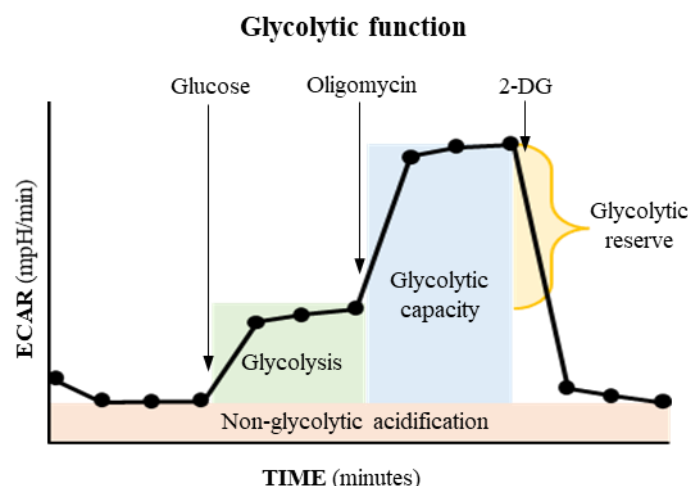 Glycolytic function
Glucose
Oligomycin
2-DG
ECAR (mpH/min)
Glycolytic
reserve
Glycolytic
capacity
Glycolysis
Non-glycolytic acidification
TIME (minutes)